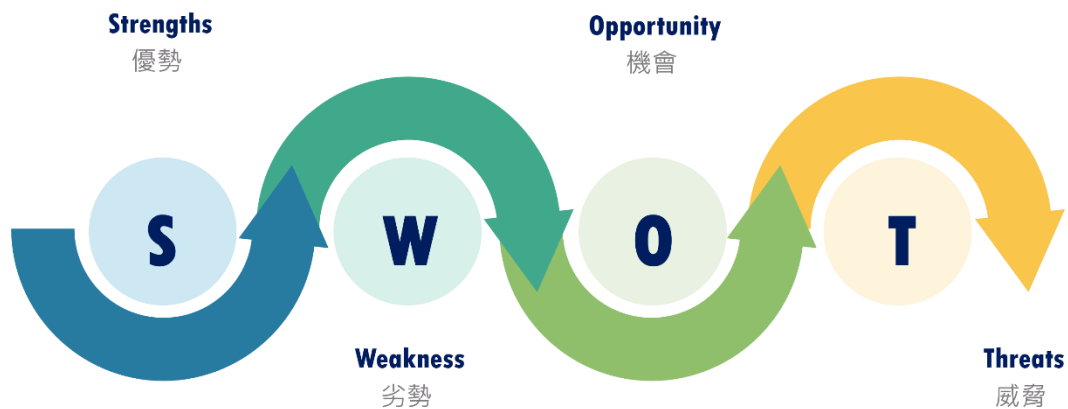 Strengths
優勢
Opportunity
機會
S
W
O
T
Weakness
劣勢
Threats
威脅